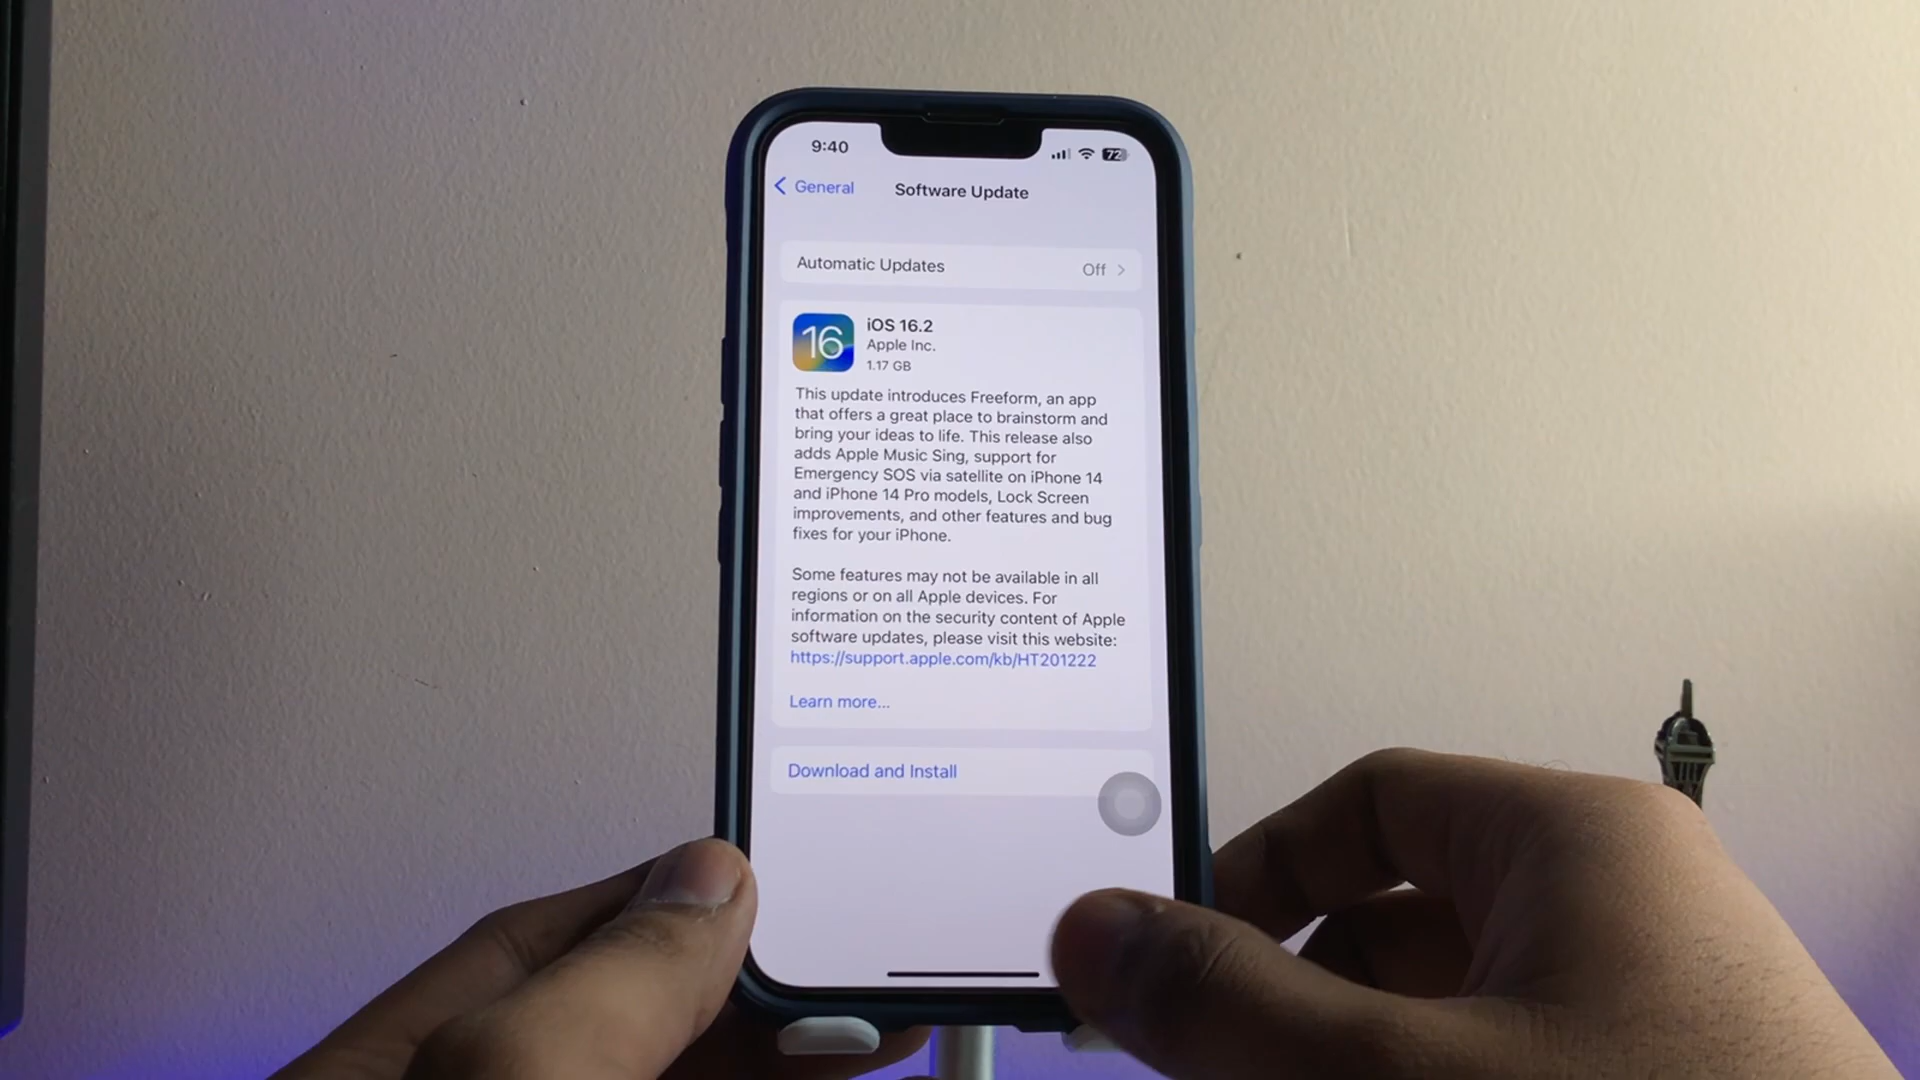 9:40
72
General
Software Update
Automatic Updates
Off
16
iOS 16.2
Apple Inc.
1.17 GB
This update introduces Freeform, an app
that offers a great place to brainstorm and
bring your ideas to life. This release also
adds Apple Music Sing, support for
Emergency SOS via satellite on iPhone 14
and iPhone 14 Pro models, Lock Screen
improvements, and other features and bug
fixes for your iPhone.
Some features may not be available in all
regions or on all Apple devices. For
information on the security content of Apple
software updates, please visit this website:
https://support.apple.com/kb/HT201222
Learn more...
Download and Install